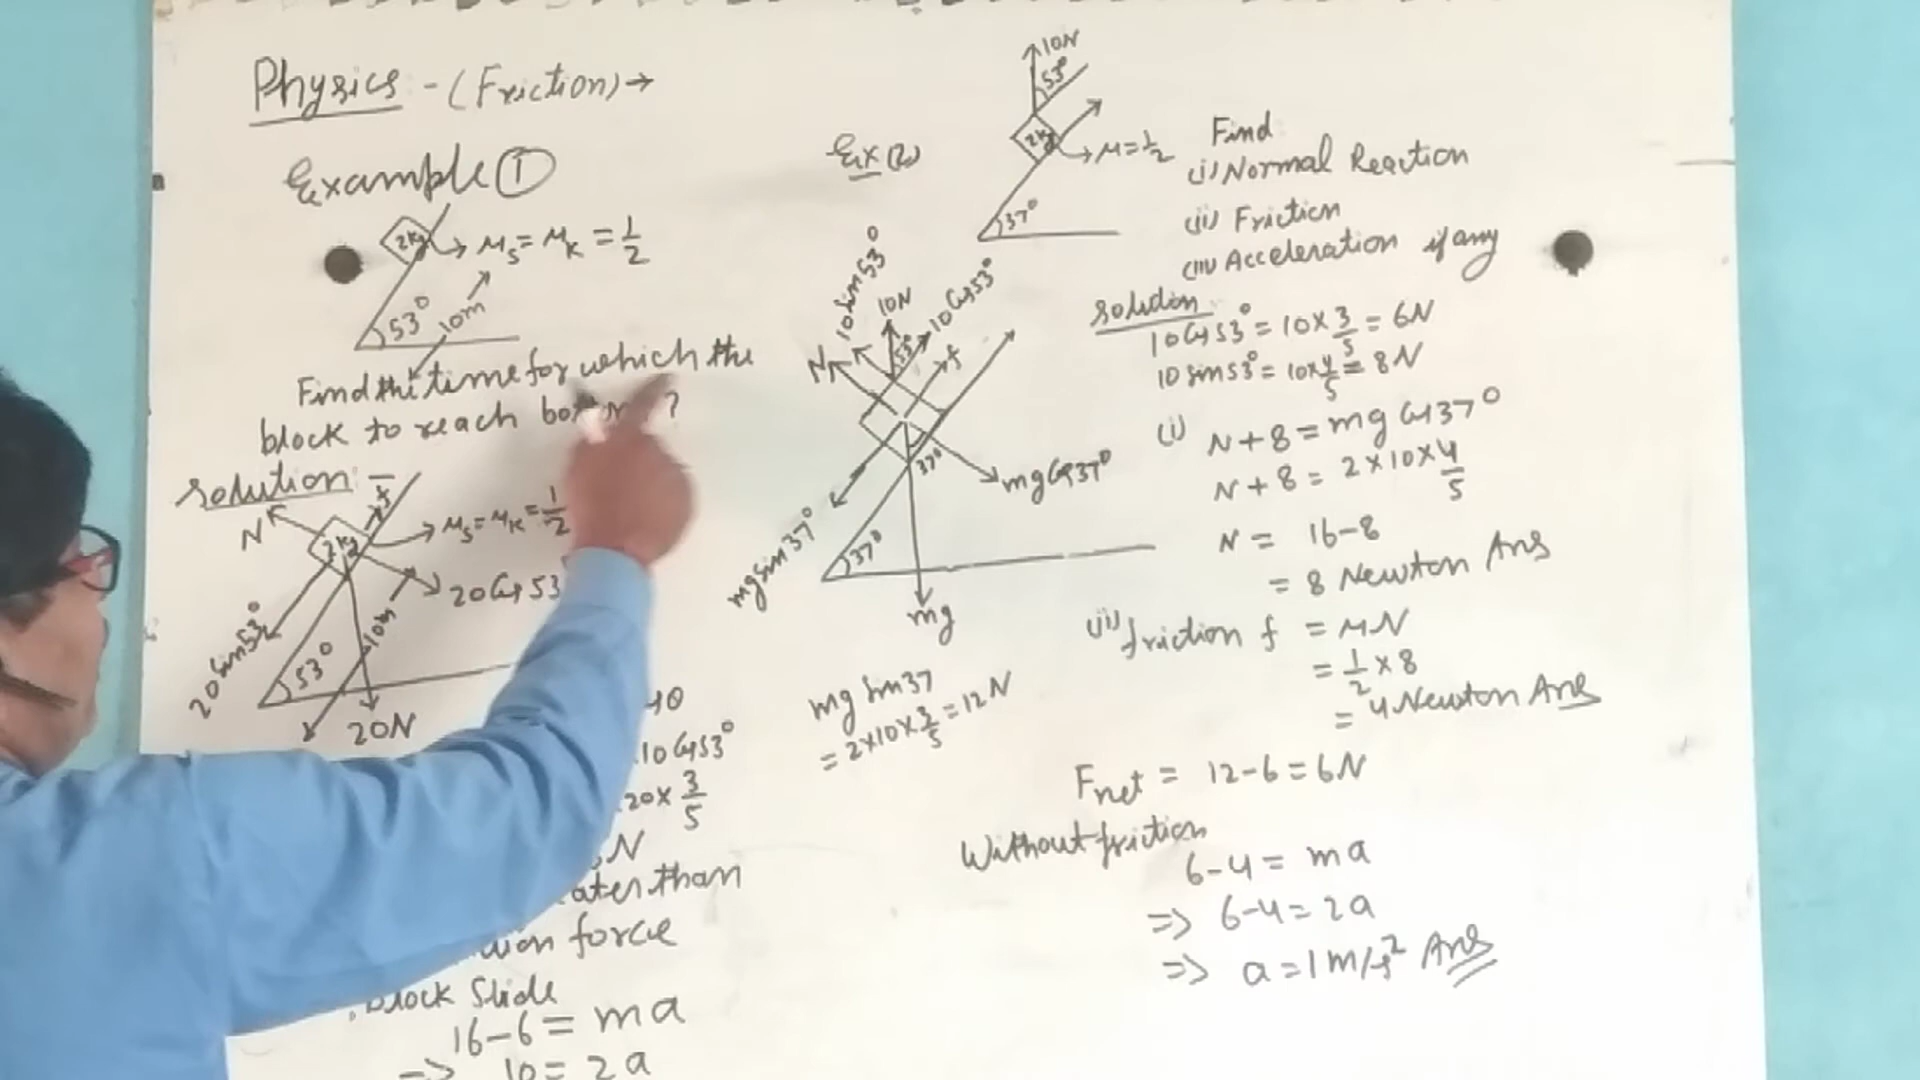 Physics - (Friction) →
Example ①
2kg
→ μs = μk = 1/2
53°
10m
Find the time for which the
block to reach ?
Solution :-
N
f
2kg
→ μs = μk = 1/2
20 Cos 53
20 sin 53°
53°
10m
20N
10 Cos 53°
20 × 3/5
N
than
force
block Slide
16-6 = ma
⇒ 10 = 2a
Ex (2)
10N
53°
2kg
→ μ = 1/2
37°
Find
(i) Normal Reaction
(ii) Friction
(iii) Acceleration if any
10 sin 53°
10N
10 Cos 53°
53°
N
f
37°
mg Cos 37°
mg sin 37°
37°
mg
mg Sin 37
= 2×10× 3/5 = 12 N
Solution
10 Cos 53° = 10 × 3/5 = 6N
10 sin 53° = 10 × 4/5 = 8N
(i) N + 8 = mg Cos 37°
N + 8 = 2 × 10 × 4/5
N = 16-8
= 8 Newton Ans
(ii) friction f = μN
= 1/2 × 8
= 4 Newton Ans
Fnet = 12-6 = 6N
Without friction
6-4 = ma
⇒ 6-4 = 2a
⇒ a = 1 m/s² Ans